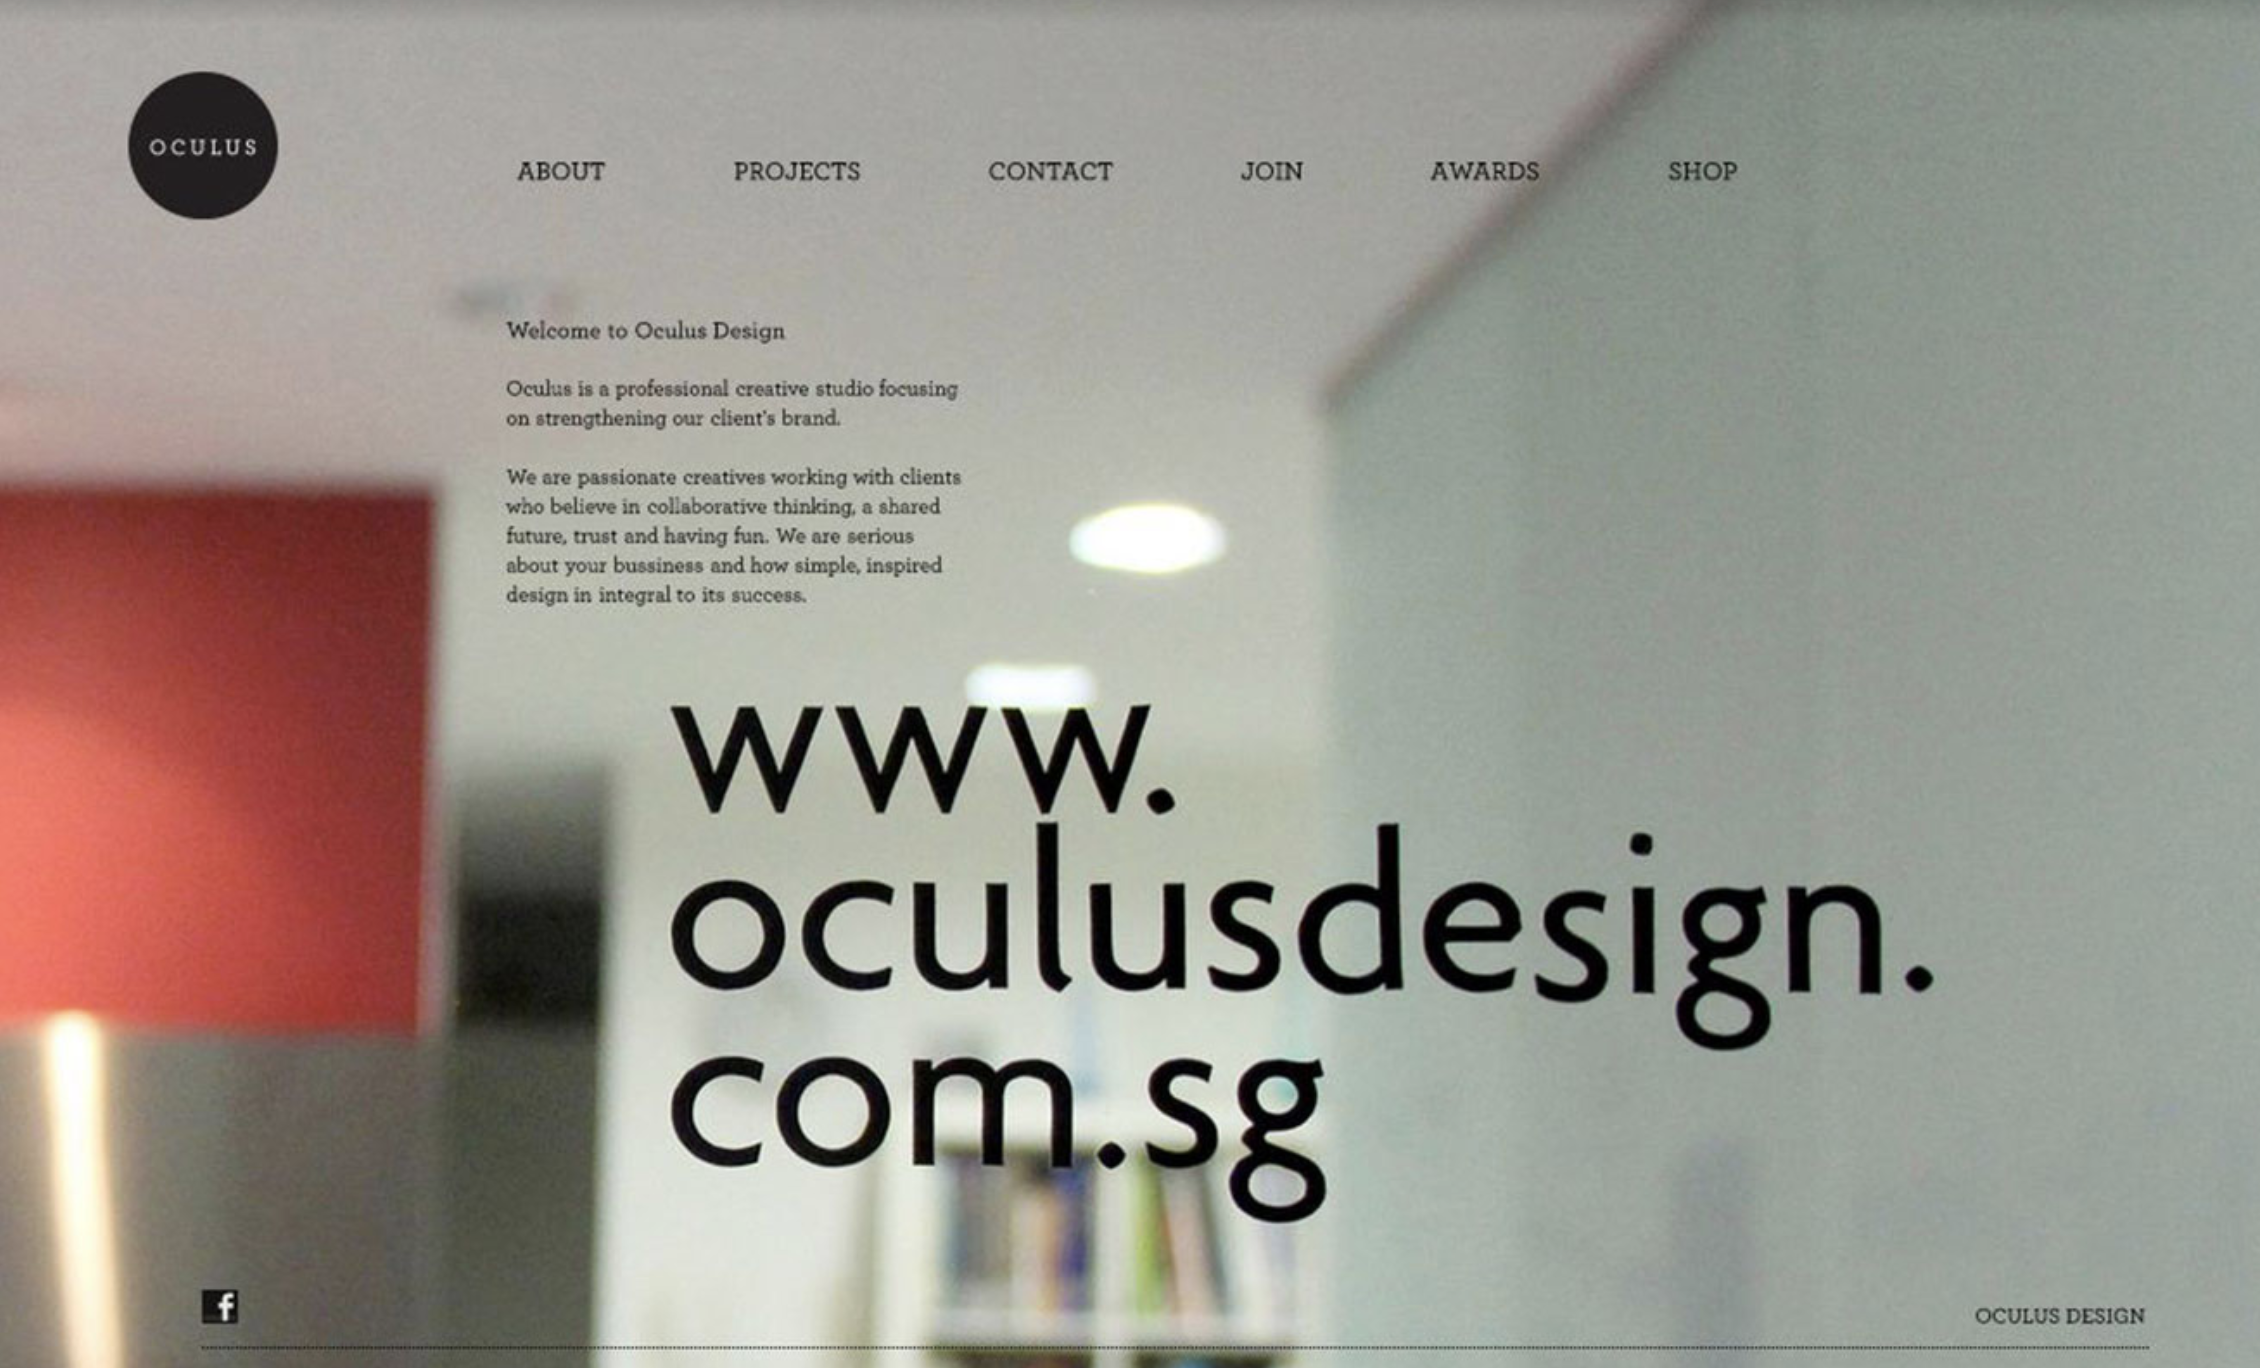 OCULUS
ABOUT PROJECTS CONTACT JOIN AWARDS SHOP
Welcome to Oculus Design
Oculus is a professional creative studio focusing
on strengthening our client's brand.
We are passionate creatives working with clients
who believe in collaborative thinking, a shared
future, trust and having fun. We are serious
about your bussiness and how simple, inspired
design in integral to its success.
www.
oculusdesign.
com.sg
f
OCULUS DESIGN